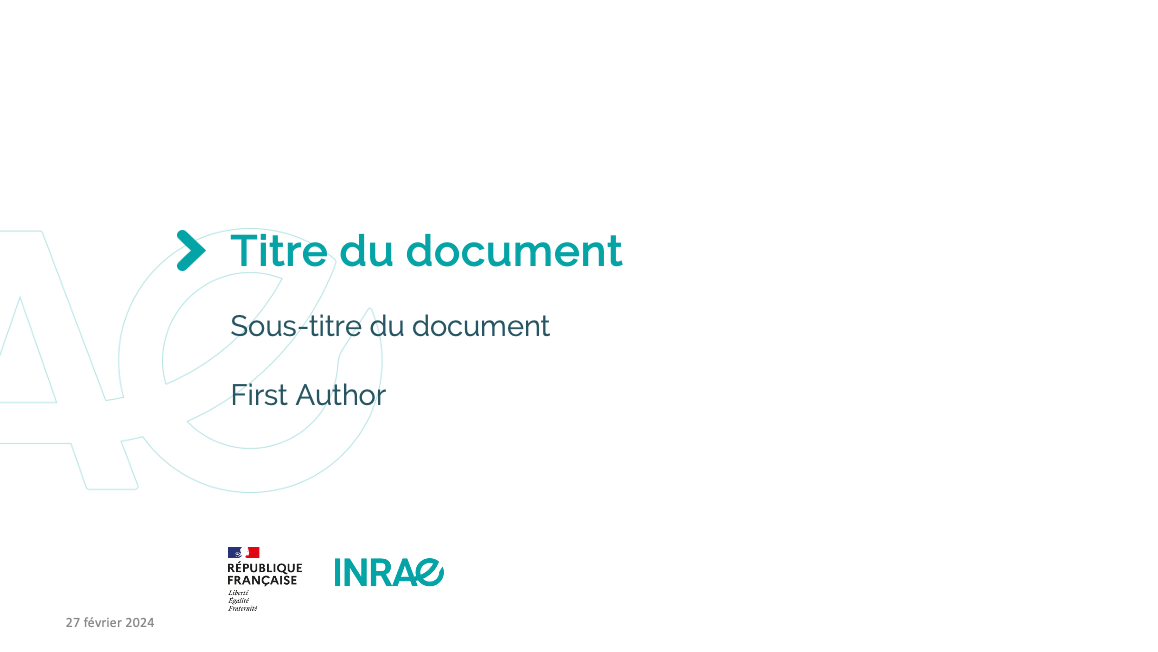 Titre du document
Sous-titre du document
First Author
RÉPUBLIQUE
FRANÇAISE
Liberté
Égalité
Fraternité
INRAE
27 février 2024